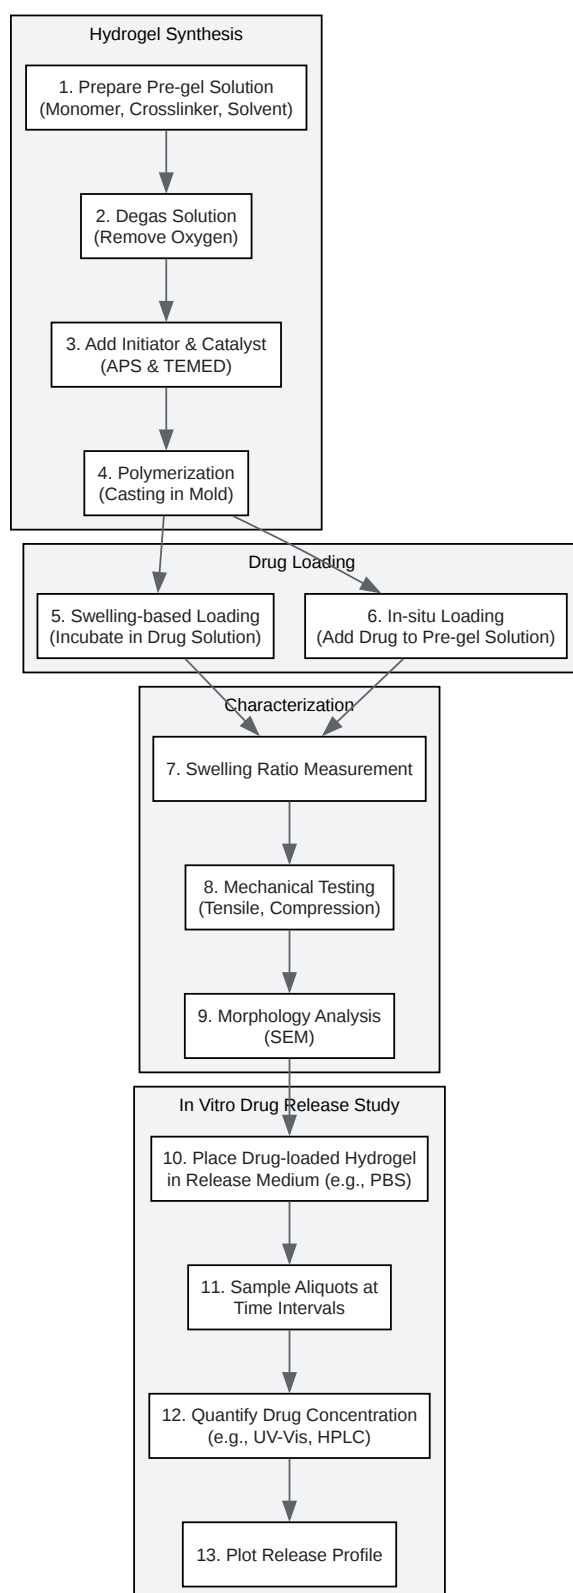 Hydrogel Synthesis
1. Prepare Pre-gel Solution
(Monomer, Crosslinker, Solvent)
2. Degas Solution
(Remove Oxygen)
3. Add Initiator & Catalyst
(APS & TEMED)
4. Polymerization
(Casting in Mold)
Drug Loading
5. Swelling-based Loading
(Incubate in Drug Solution)
6. In-situ Loading
(Add Drug to Pre-gel Solution)
Characterization
7. Swelling Ratio Measurement
8. Mechanical Testing
(Tensile, Compression)
9. Morphology Analysis
(SEM)
In Vitro Drug Release Study
10. Place Drug-loaded Hydrogel
in Release Medium (e.g., PBS)
11. Sample Aliquots at
Time Intervals
12. Quantify Drug Concentration
(e.g., UV-Vis, HPLC)
13. Plot Release Profile